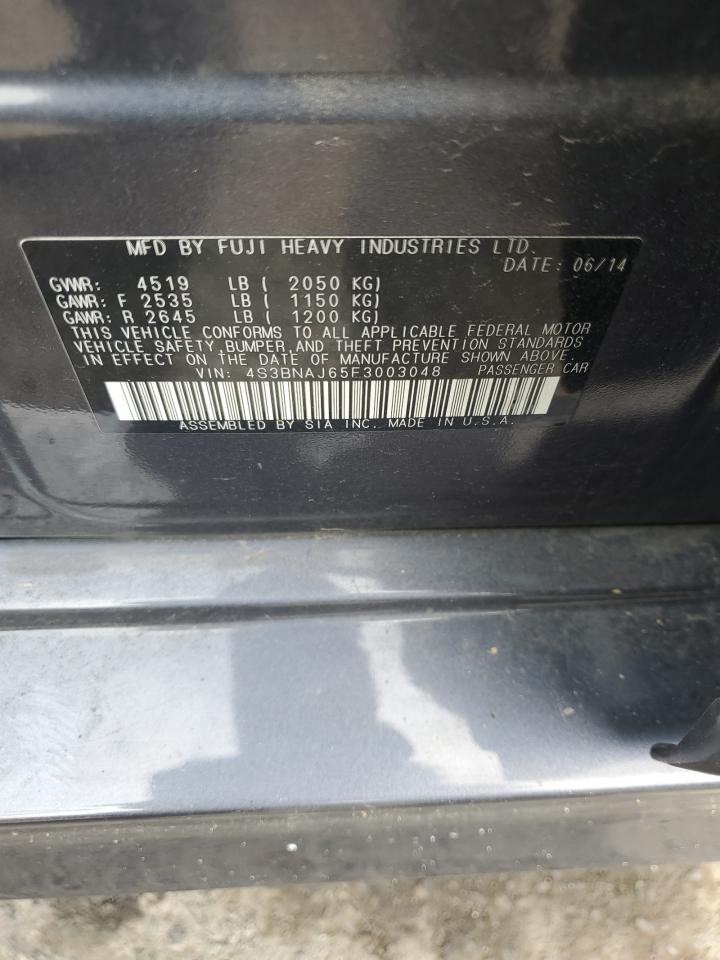 MFD BY FUJI HEAVY INDUSTRIES LTD.
DATE: 06/14
GVWR: 4519 LB ( 2050 KG)
GAWR: F 2535 LB ( 1150 KG)
GAWR: R 2645 LB ( 1200 KG)
THIS VEHICLE CONFORMS TO ALL APPLICABLE FEDERAL MOTOR
VEHICLE SAFETY,BUMPER,AND THEFT PREVENTION STANDARDS
IN EFFECT ON THE DATE OF MANUFACTURE SHOWN ABOVE.
VIN: 4S3BNAJ65F3003048 PASSENGER CAR
ASSEMBLED BY SIA INC. MADE IN U.S.A.